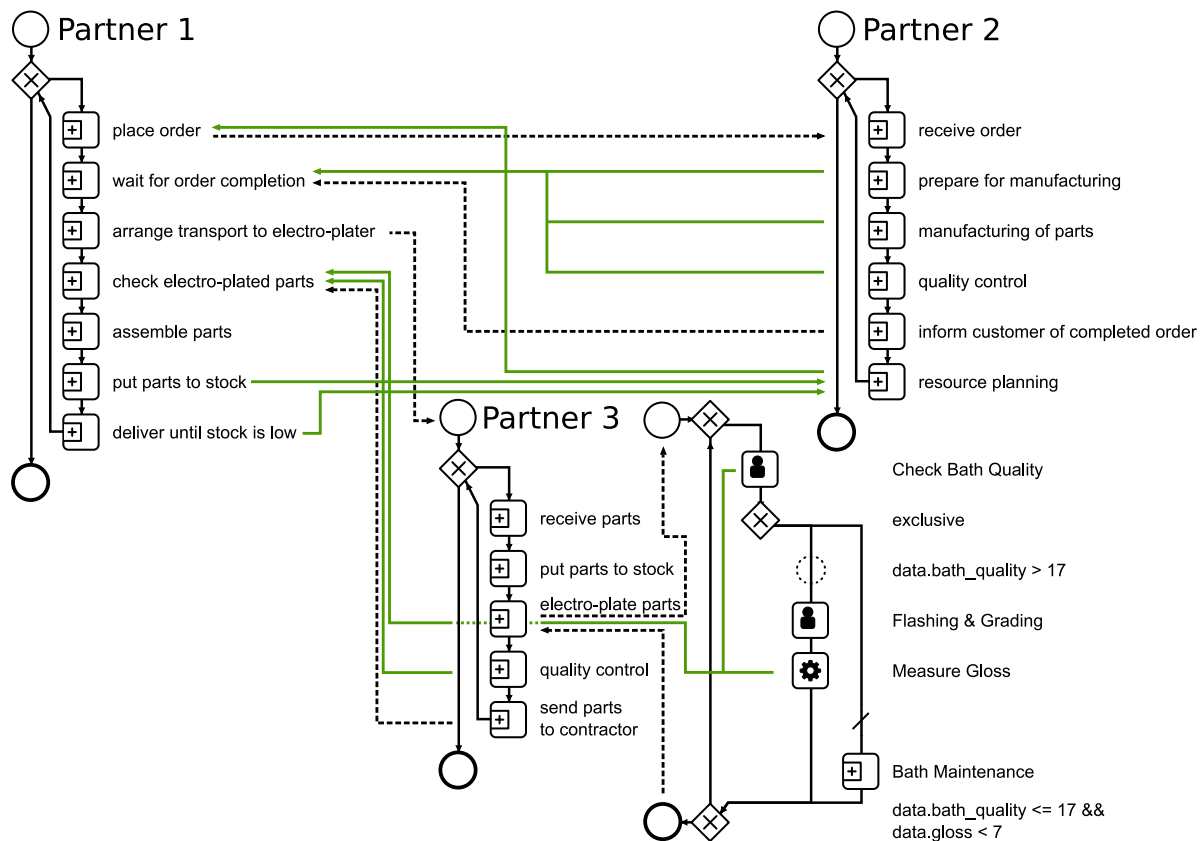 Partner 1
place order
wait for order completion
arrange transport to electro-plater
check electro-plated parts
assemble parts
put parts to stock
deliver until stock is low
Partner 2
receive order
prepare for manufacturing
manufacturing of parts
quality control
inform customer of completed order
resource planning
Partner 3
receive parts
put parts to stock
electro-plate parts
quality control
send parts
to contractor
Check Bath Quality
exclusive
data.bath_quality > 17
Flashing & Grading
Measure Gloss
Bath Maintenance
data.bath_quality <= 17 &&
data.gloss < 7